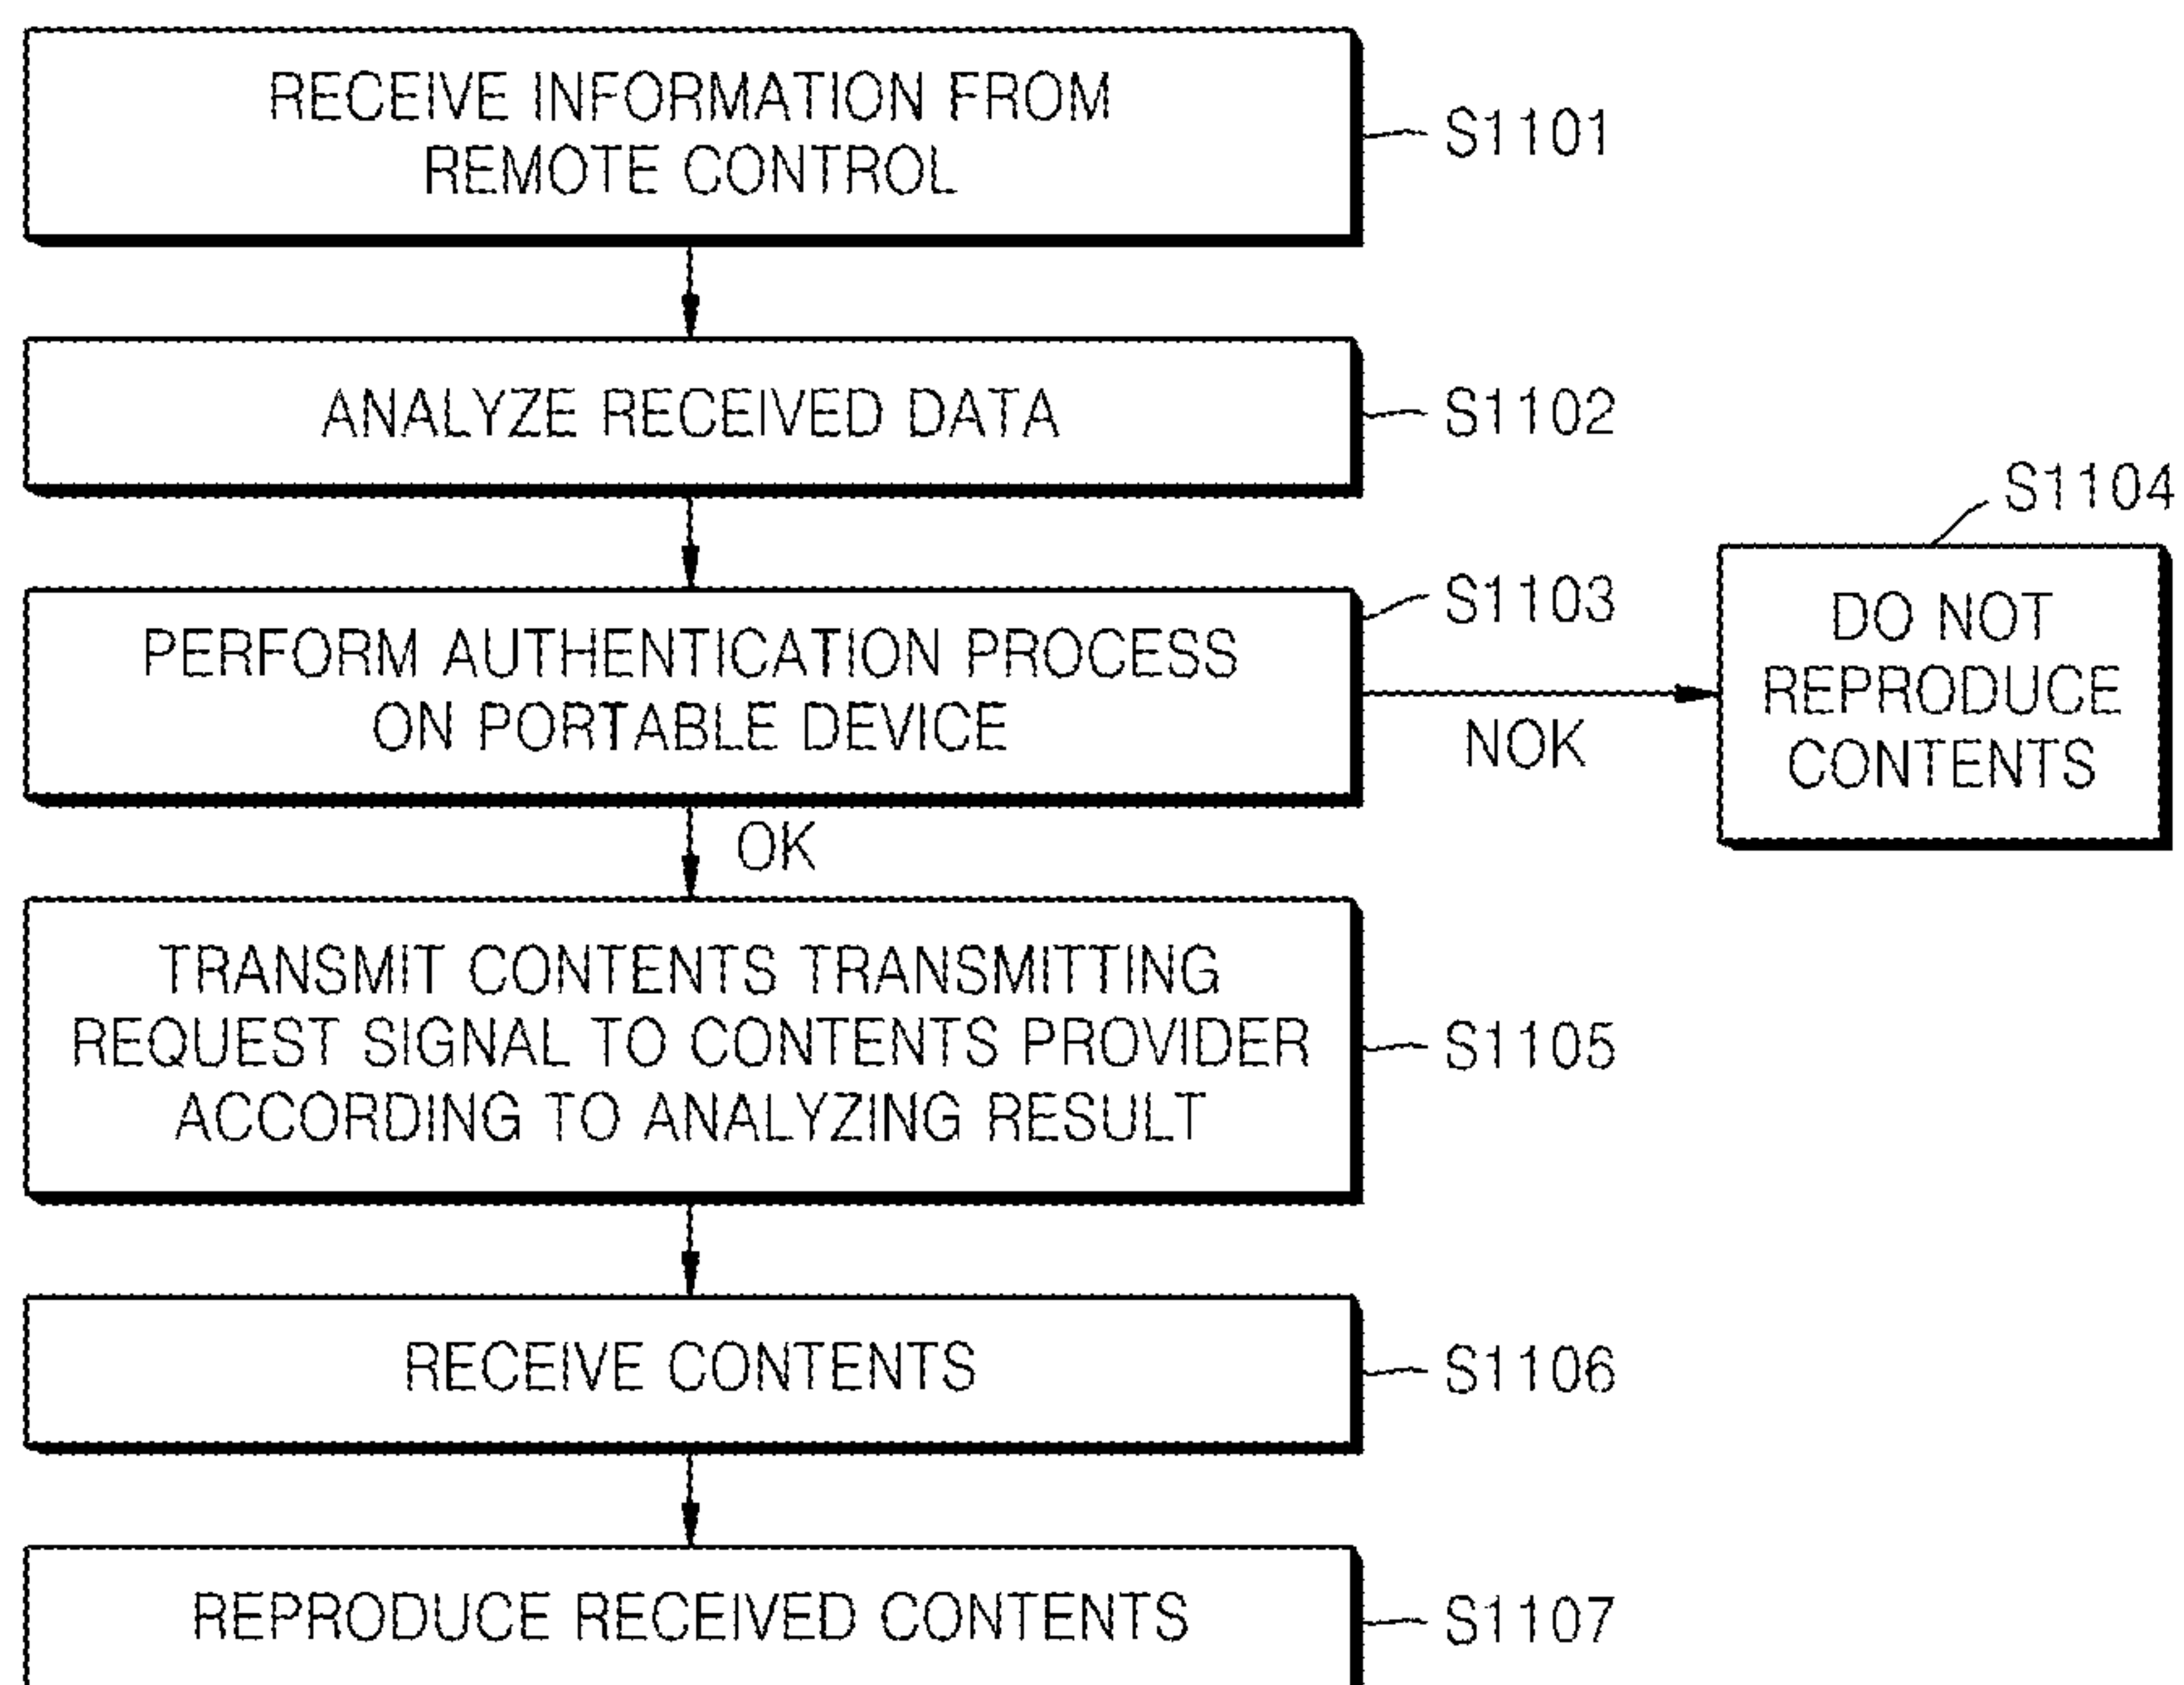 RECEIVE INFORMATION FROM
REMOTE CONTROL
S1101
ANALYZE RECEIVED DATA
S1102
S1104
PERFORM AUTHENTICATION PROCESS
ON PORTABLE DEVICE
S1103
NOK
DO NOT
REPRODUCE
CONTENTS
OK
TRANSMIT CONTENTS TRANSMITTING
REQUEST SIGNAL TO CONTENTS PROVIDER
ACCORDING TO ANALYZING RESULT
S1105
RECEIVE CONTENTS
S1106
REPRODUCE RECEIVED CONTENTS
S1107